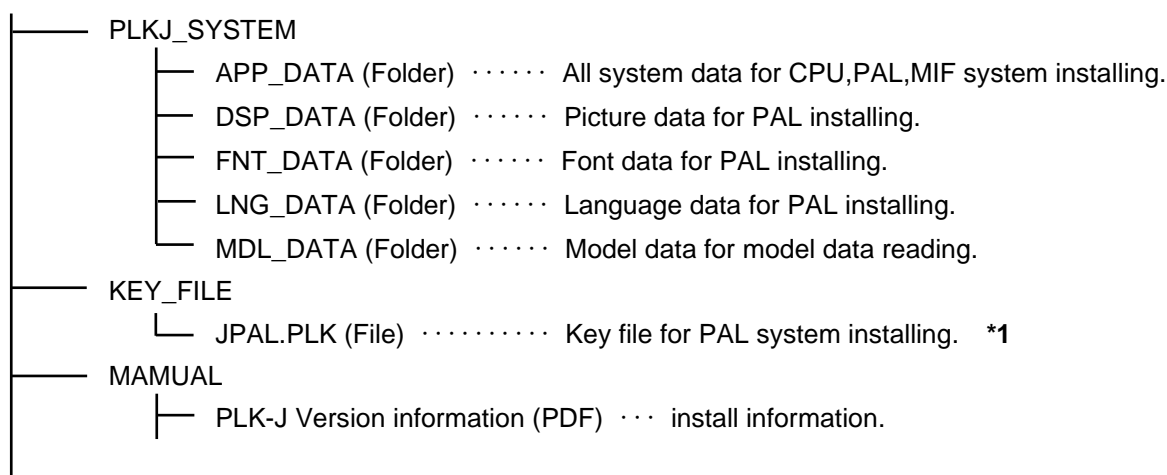 PLKJ_SYSTEM
APP_DATA (Folder) ······ All system data for CPU,PAL,MIF system installing.
DSP_DATA (Folder) ······ Picture data for PAL installing.
FNT_DATA (Folder) ······ Font data for PAL installing.
LNG_DATA (Folder) ······ Language data for PAL installing.
MDL_DATA (Folder) ······ Model data for model data reading.
KEY_FILE
JPAL.PLK (File) ·········· Key file for PAL system installing. *1
MAMUAL
PLK-J Version information (PDF) ··· install information.